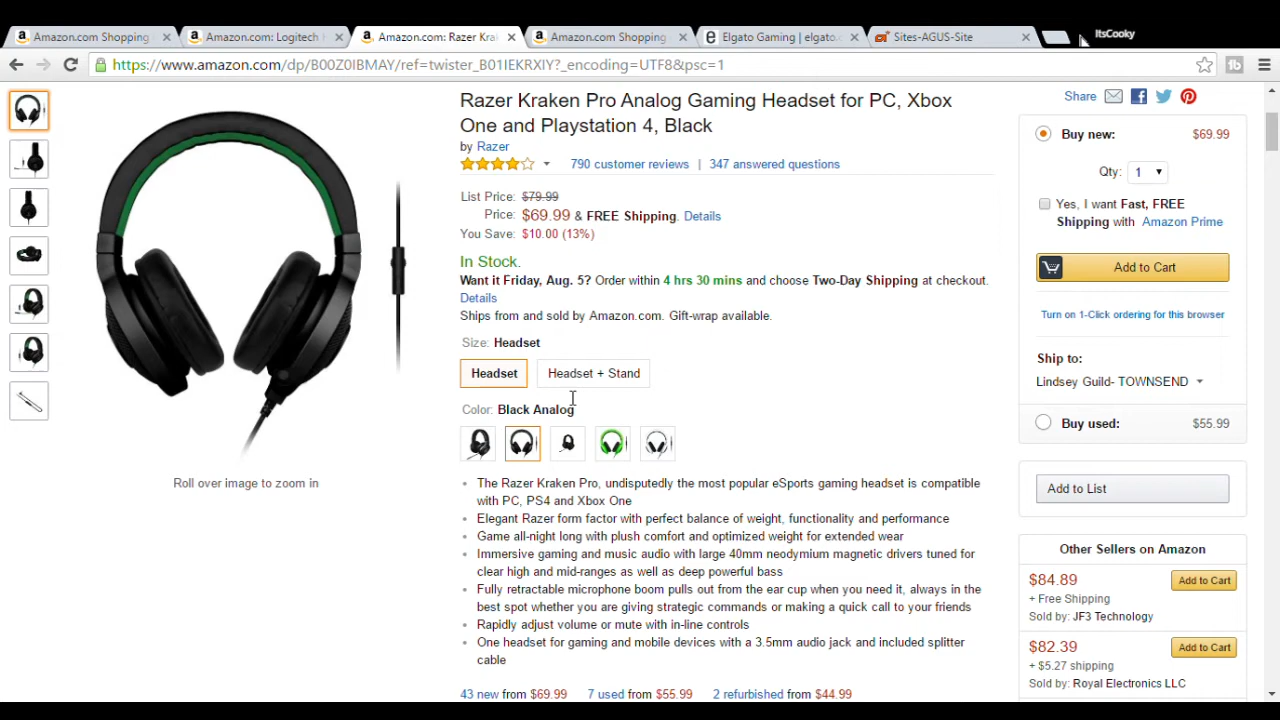 Amazon.com Shopping
Amazon.com: Logitech
Amazon.com: Razer Kra
Amazon.com Shopping
Elgato Gaming | elgato.c
Sites-AGUS-Site
ItsCooky
https://www.amazon.com/dp/B00Z0IBMAY/ref=twister_B01IEKRXIY?_encoding=UTF8&psc=1
Razer Kraken Pro Analog Gaming Headset for PC, Xbox
One and Playstation 4, Black
by Razer
790 customer reviews | 347 answered questions
List Price: $79.99
Price: $69.99 & FREE Shipping. Details
You Save: $10.00 (13%)
In Stock.
Want it Friday, Aug. 5? Order within 4 hrs 30 mins and choose Two-Day Shipping at checkout.
Details
Ships from and sold by Amazon.com. Gift-wrap available.
Size: Headset
Headset
Headset + Stand
Color: Black Analog
Roll over image to zoom in
• The Razer Kraken Pro, undisputedly the most popular eSports gaming headset is compatible
with PC, PS4 and Xbox One
• Elegant Razer form factor with perfect balance of weight, functionality and performance
• Game all-night long with plush comfort and optimized weight for extended wear
• Immersive gaming and music audio with large 40mm neodymium magnetic drivers tuned for
clear high and mid-ranges as well as deep powerful bass
• Fully retractable microphone boom pulls out from the ear cup when you need it, always in the
best spot whether you are giving strategic commands or making a quick call to your friends
• Rapidly adjust volume or mute with in-line controls
• One headset for gaming and mobile devices with a 3.5mm audio jack and included splitter
cable
43 new from $69.99 7 used from $55.99 2 refurbished from $44.99
Share
Buy new: $69.99
Qty: 1
Yes, I want Fast, FREE
Shipping with Amazon Prime
Add to Cart
Turn on 1-Click ordering for this browser
Ship to:
Lindsey Guild- TOWNSEND
Buy used: $55.99
Add to List
Other Sellers on Amazon
$84.89 Add to Cart
+ Free Shipping
Sold by: JF3 Technology
$82.39 Add to Cart
+ $5.27 shipping
Sold by: Royal Electronics LLC